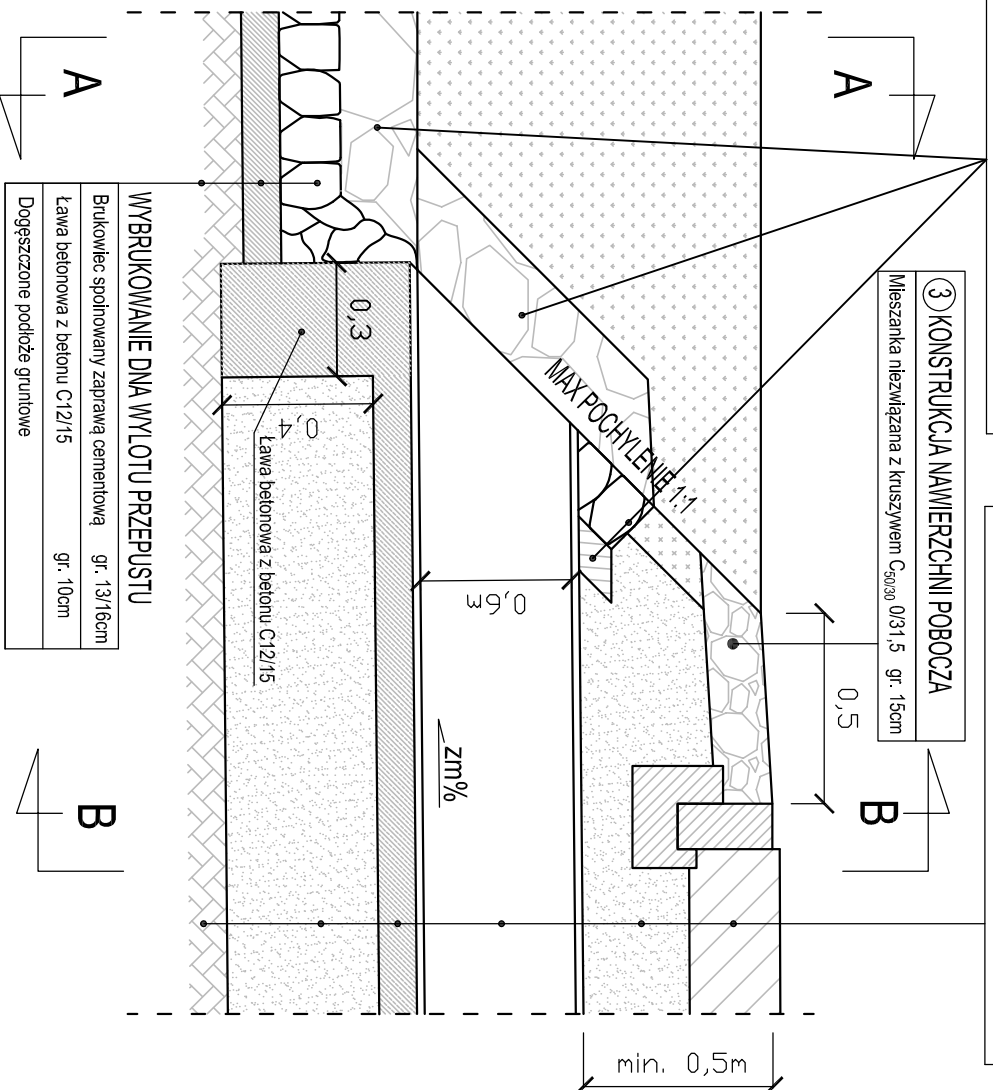 A
A
③ KONSTRUKCJA NAWIERZCHNI POBOCZA
Mieszanka niezwiązana z kruszywem C50/30 0/31,5 gr. 15cm
0,5
B
B
MAX POCHYLENIE 1:1
0,3
0,4
0,6m
Ława betonowa z betonu C12/15
zm%
min. 0,5m
WYBRUKOWANIE DNA WYLOTU PRZEPUSTU
Brukowiec spoinowany zaprawą cementową gr. 13/16cm
Ława betonowa z betonu C12/15 gr. 10cm
Dogęszczone podłoże gruntowe